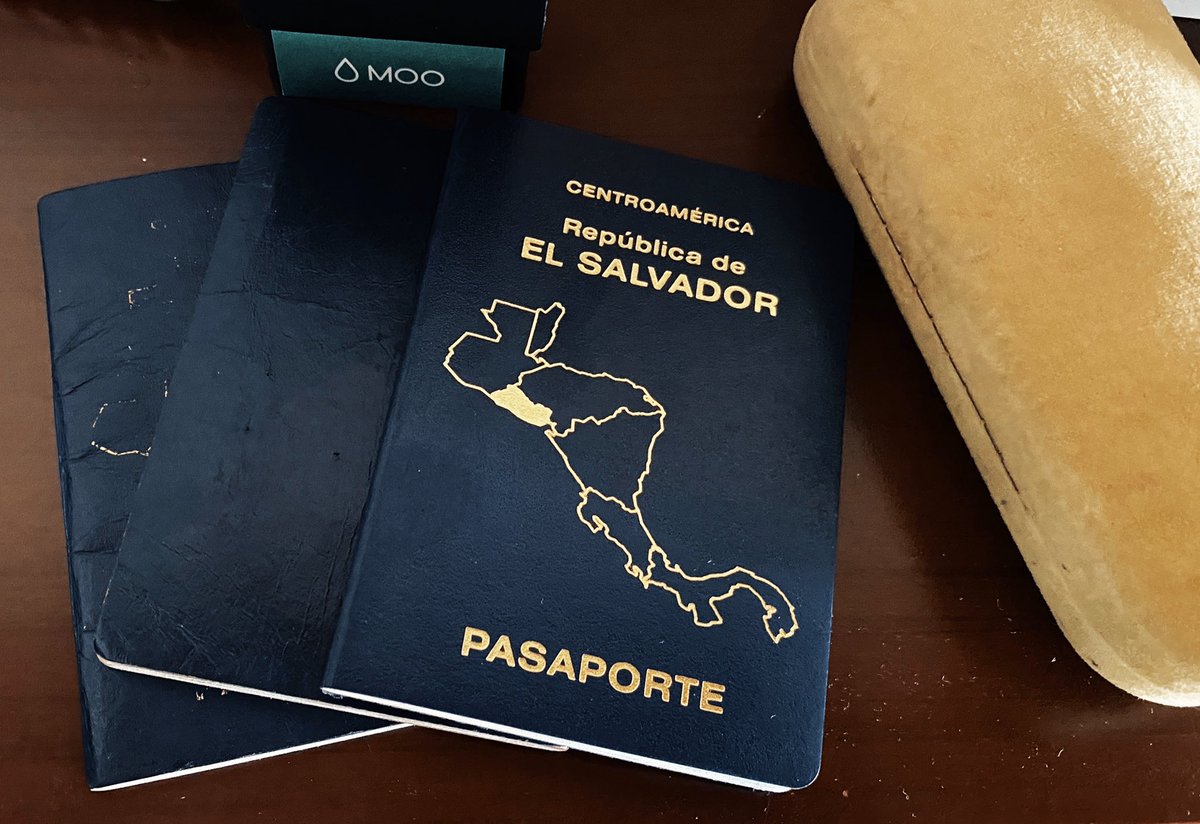 MOO
CENTROAMÉRICA
República de
EL SALVADOR
PASAPORTE